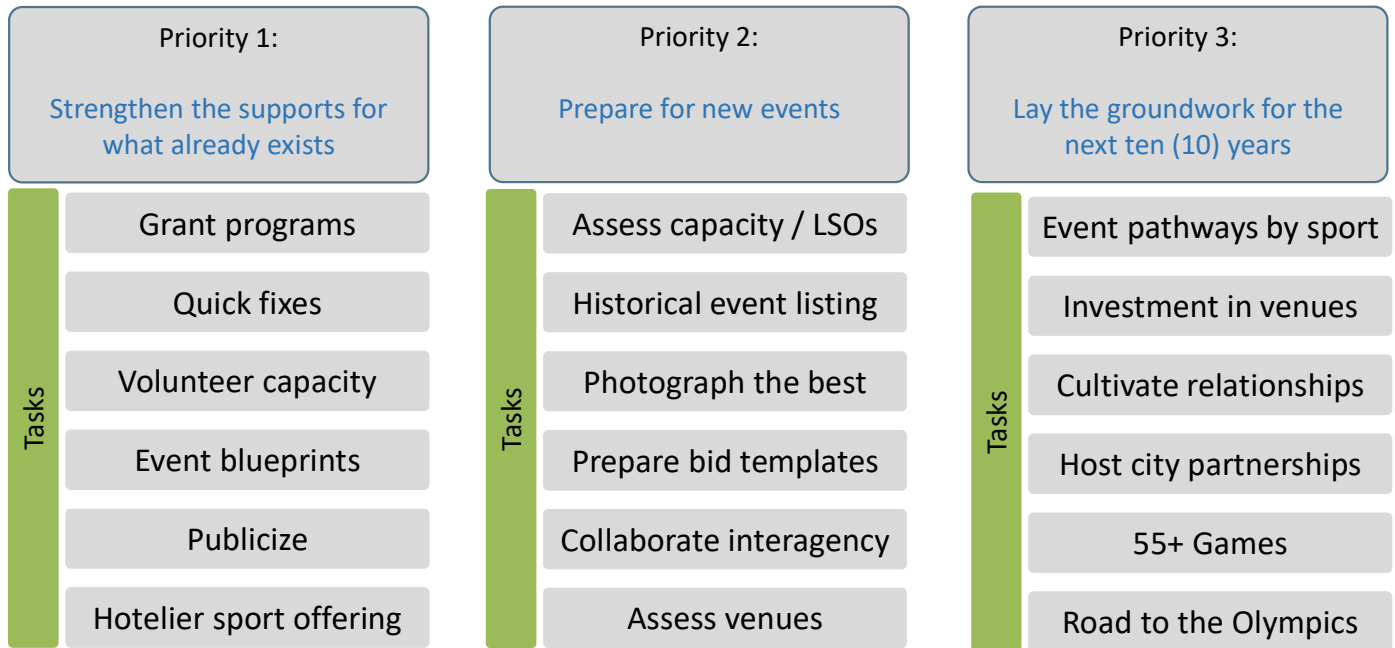 Priority 1:
Strengthen the supports for
what already exists
Tasks
Grant programs
Quick fixes
Volunteer capacity
Event blueprints
Publicize
Hotelier sport offering
Priority 2:
Prepare for new events
Tasks
Assess capacity / LSOs
Historical event listing
Photograph the best
Prepare bid templates
Collaborate interagency
Assess venues
Priority 3:
Lay the groundwork for the
next ten (10) years
Tasks
Event pathways by sport
Investment in venues
Cultivate relationships
Host city partnerships
55+ Games
Road to the Olympics